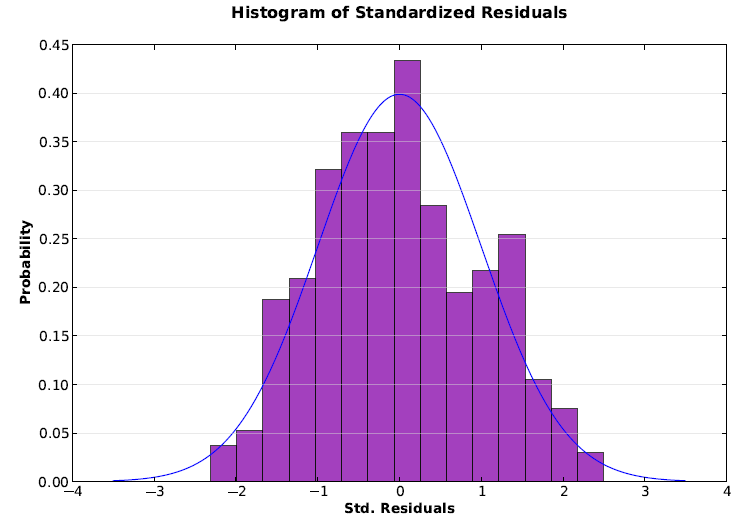 Histogram of Standardized Residuals
0.45
0.40
0.35
0.30
0.25
0.20
0.15
0.10
0.05
0.00
Probability
−4 −3 −2 −1 0 1 2 3 4
Std. Residuals